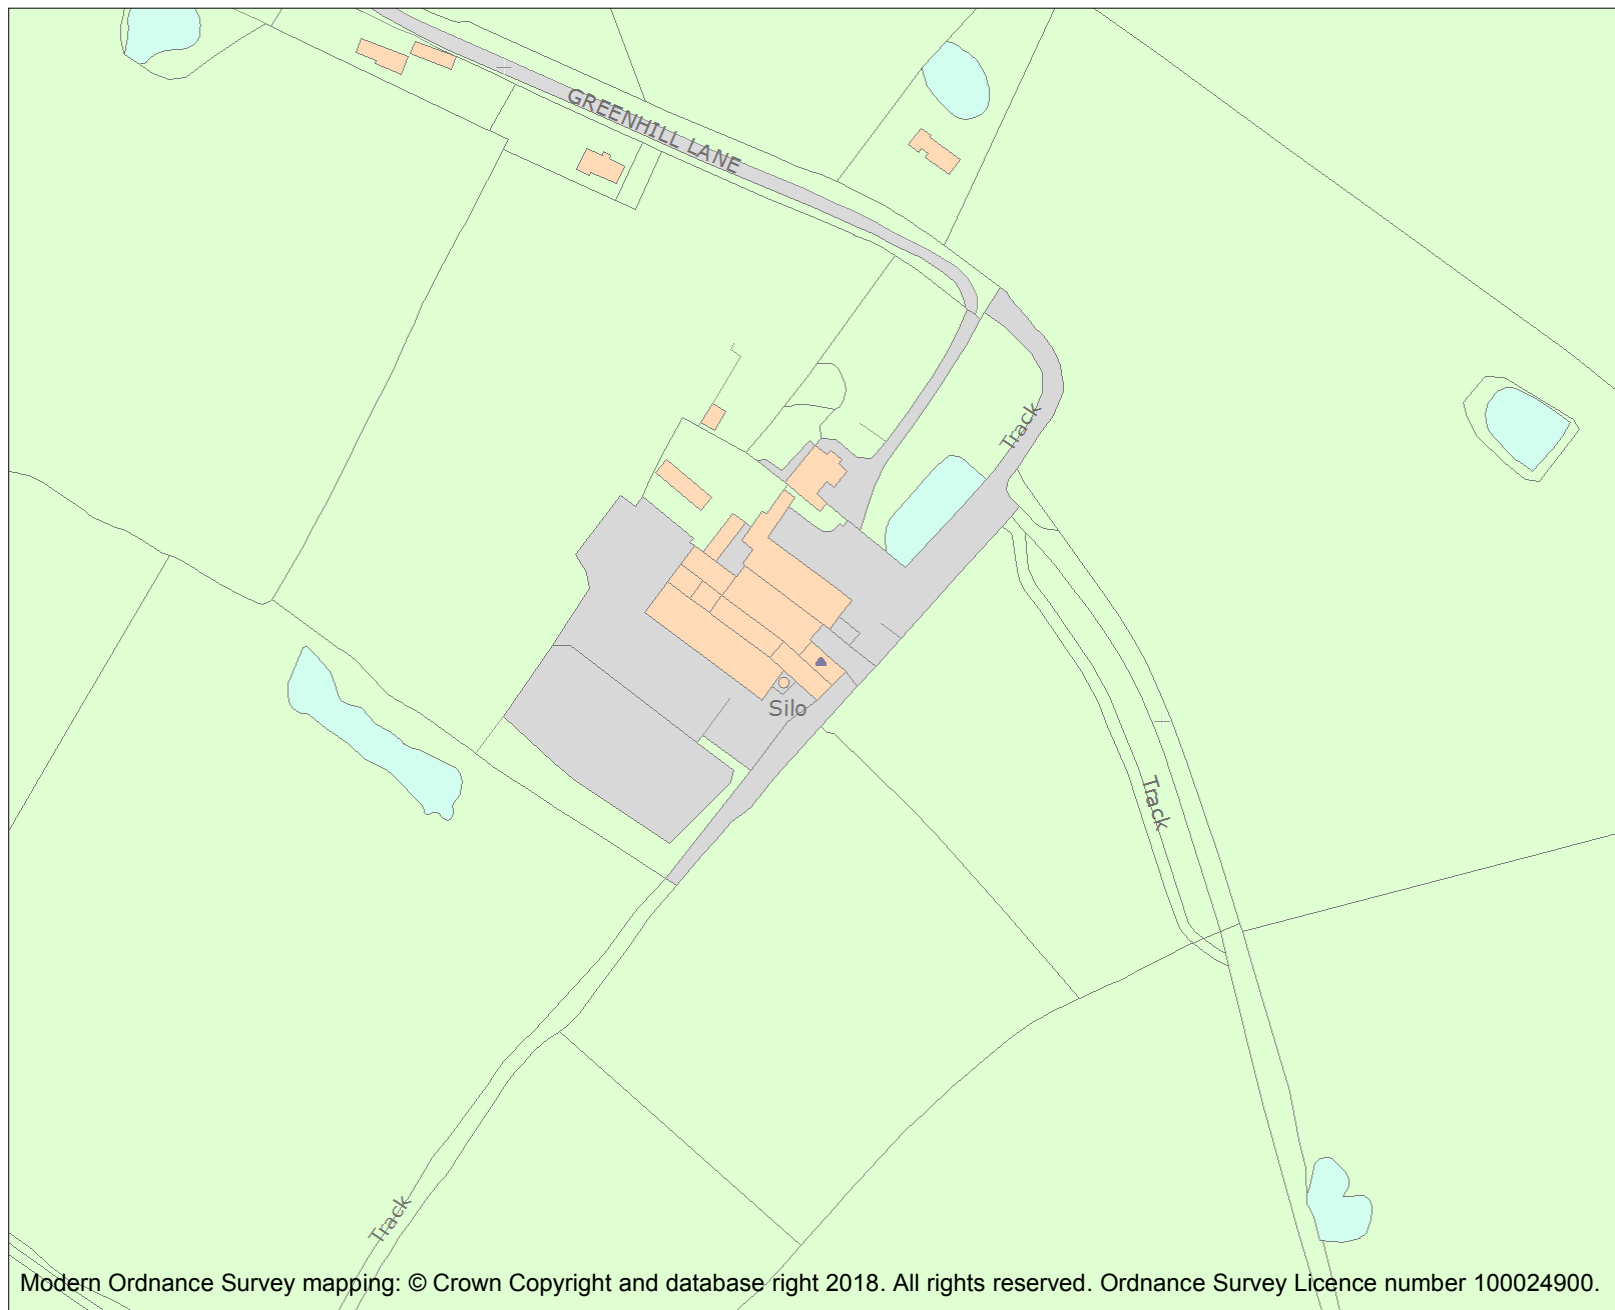 GREENHILL LANE
Track
Silo
Track
Track
Modern Ordnance Survey mapping: © Crown Copyright and database right 2018. All rights reserved. Ordnance Survey Licence number 100024900.